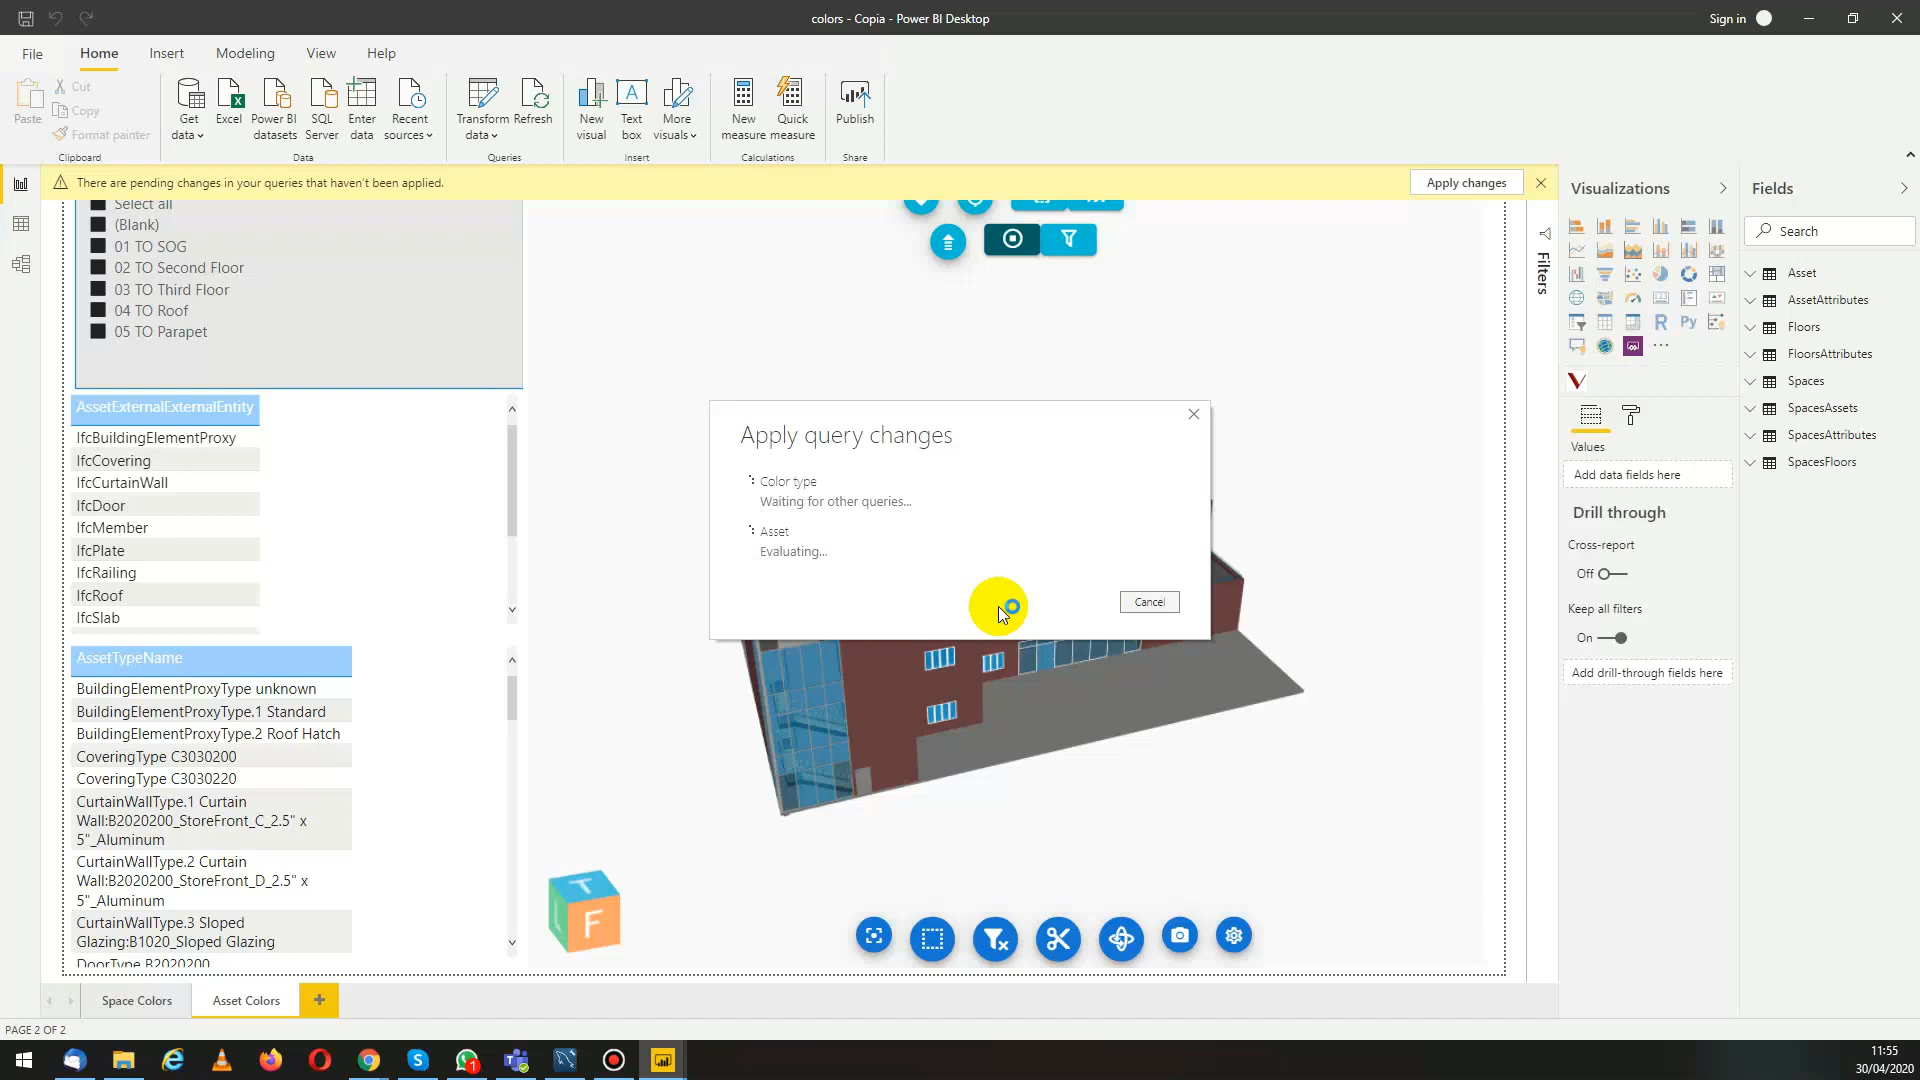 colors - Copia - Power BI Desktop
Sign in
File
Home
Insert
Modeling
View
Help
Paste
Cut
Copy
Format painter
Clipboard
Get data
Excel
Power BI datasets
SQL Server
Enter data
Recent sources
Data
Transform data
Refresh
Queries
New visual
Text box
More visuals
Insert
New measure
Quick measure
Calculations
Publish
Share
There are pending changes in your queries that haven't been applied.
Apply changes
Select all
(Blank)
01 TO SOG
02 TO Second Floor
03 TO Third Floor
04 TO Roof
05 TO Parapet
AssetExternalExternalEntity
IfcBuildingElementProxy
IfcCovering
IfcCurtainWall
IfcDoor
IfcMember
IfcPlate
IfcRailing
IfcRoof
IfcSlab
AssetTypeName
BuildingElementProxyType unknown
BuildingElementProxyType.1 Standard
BuildingElementProxyType.2 Roof Hatch
CoveringType C3030200
CoveringType C3030220
CurtainWallType.1 Curtain
Wall:B2020200_StoreFront_C_2.5" x
5"_Aluminum
CurtainWallType.2 Curtain
Wall:B2020200_StoreFront_D_2.5" x
5"_Aluminum
CurtainWallType.3 Sloped
Glazing:B1020_Sloped Glazing
DoorType B2020200
Apply query changes
Color type
Waiting for other queries...
Asset
Evaluating...
Cancel
T
L
F
Filters
Visualizations
R
Py
Values
Add data fields here
Drill through
Cross-report
Off
Keep all filters
On
Add drill-through fields here
Fields
Search
Asset
AssetAttributes
Floors
FloorsAttributes
Spaces
SpacesAssets
SpacesAttributes
SpacesFloors
Space Colors
Asset Colors
+
PAGE 2 OF 2
1
11:55
30/04/2020